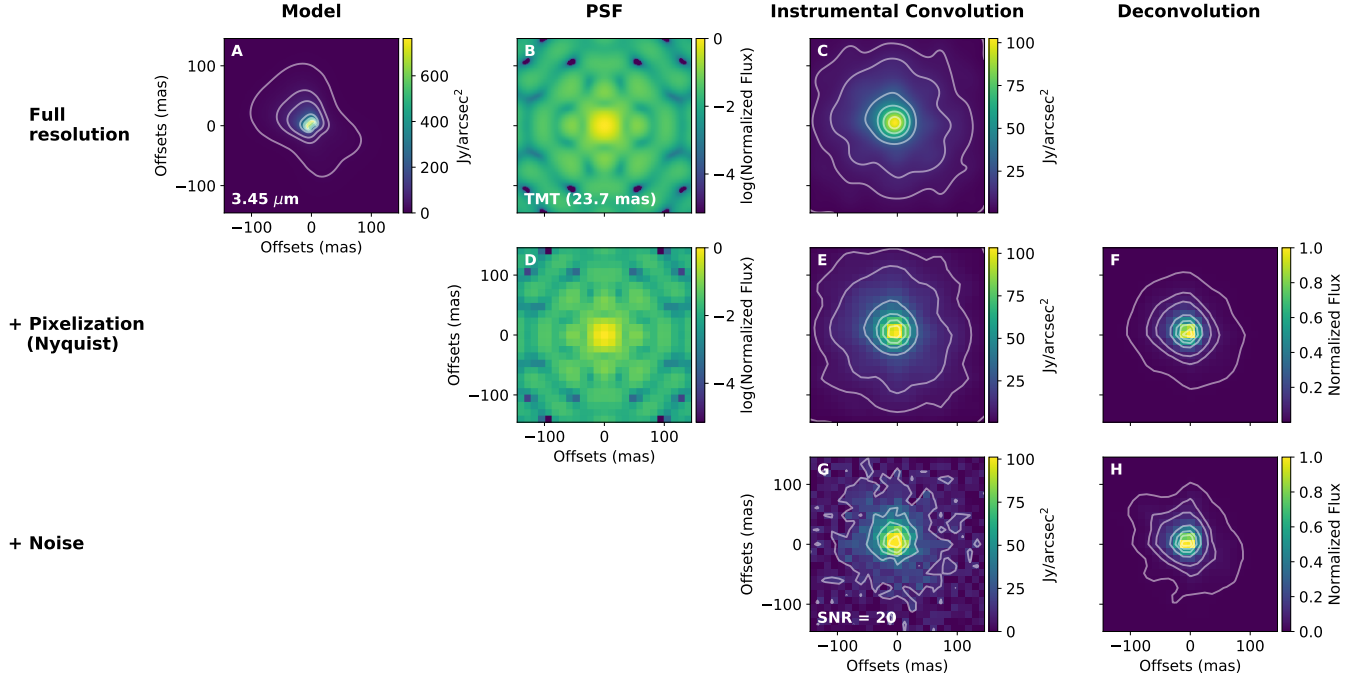 Model
PSF
Instrumental Convolution
Deconvolution
Full
resolution
A
3.45 μm
100
0
−100
Offsets (mas)
−100
0
100
Offsets (mas)
600
400
200
0
Jy/arcsec²
B
TMT (23.7 mas)
0
−2
−4
log(Normalized Flux)
C
100
75
50
25
Jy/arcsec²
+ Pixelization
(Nyquist)
D
100
0
−100
Offsets (mas)
−100
0
100
Offsets (mas)
0
−2
−4
log(Normalized Flux)
E
100
75
50
25
Jy/arcsec²
F
1.0
0.8
0.6
0.4
0.2
Normalized Flux
+ Noise
G
SNR = 20
100
0
−100
Offsets (mas)
−100
0
100
Offsets (mas)
100
75
50
25
0
Jy/arcsec²
H
−100
0
100
Offsets (mas)
1.0
0.8
0.6
0.4
0.2
0.0
Normalized Flux